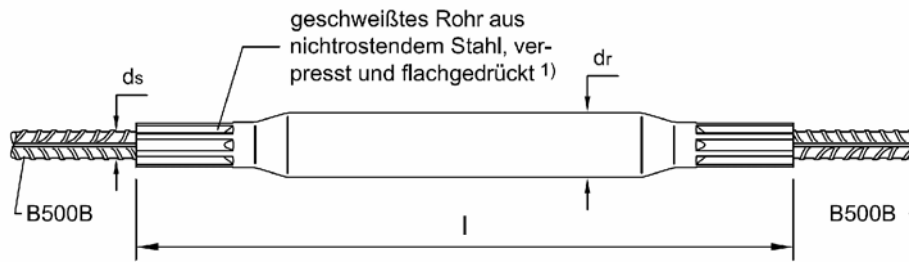 geschweißtes Rohr aus
nichtrostendem Stahl, ver-
presst und flachgedrückt 1)
ds
dr
B500B
l
B500B